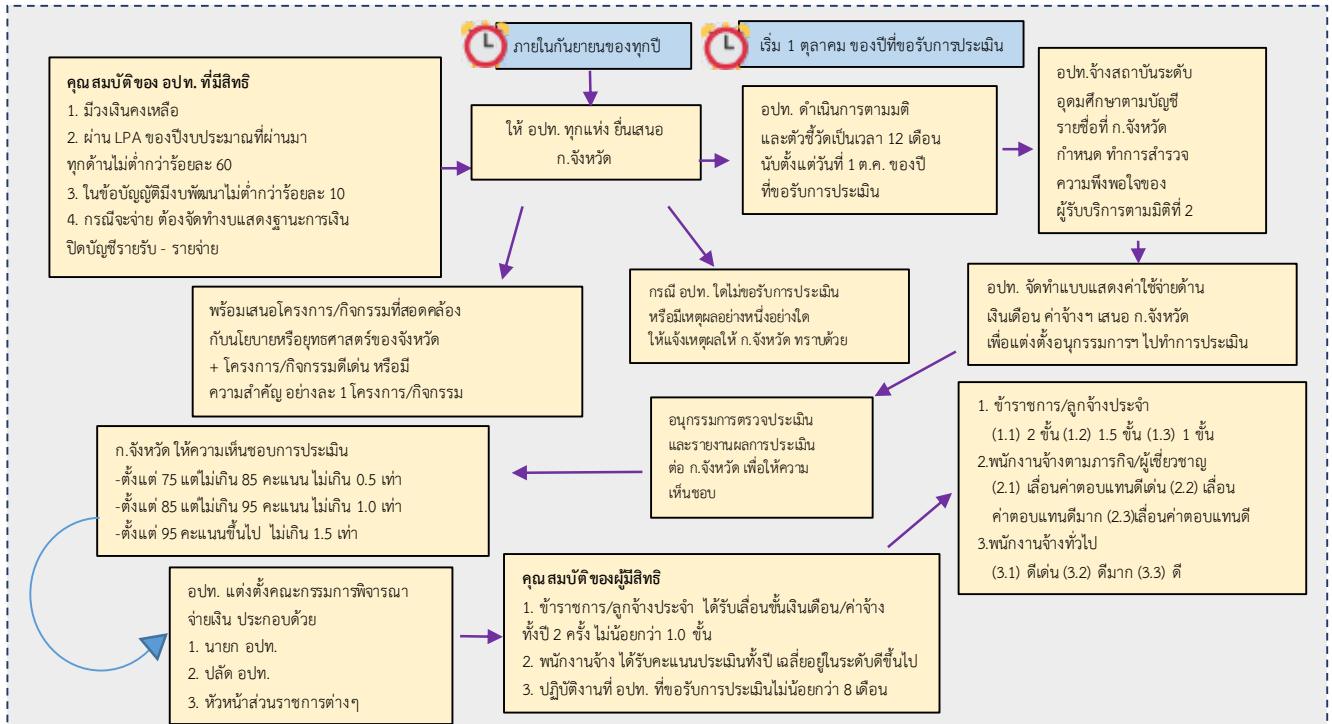 ภายในกันยายนของทุกปี
เริ่ม 1 ตุลาคม ของปีที่ขอรับการประเมิน
คุณสมบัติของ อปท. ที่มีสิทธิ
1. มีวงเงินคงเหลือ
2. ผ่าน LPA ของปีงบประมาณที่ผ่านมา
ทุกด้านไม่ต่ำกว่าร้อยละ 60
3. ในข้อบัญญัติมีงบพัฒนาไม่ต่ำกว่าร้อยละ 10
4. กรณีจะจ่าย ต้องจัดทำงบแสดงฐานะการเงิน
ปิดบัญชีรายรับ - รายจ่าย
ให้ อปท. ทุกแห่ง ยื่นเสนอ
ก.จังหวัด
อปท. ดำเนินการตามมติ
และตัวชี้วัดเป็นเวลา 12 เดือน
นับตั้งแต่วันที่ 1 ต.ค. ของปี
ที่ขอรับการประเมิน
อปท.จ้างสถาบันระดับ
อุดมศึกษาตามบัญชี
รายชื่อที่ ก.จังหวัด
กำหนด ทำการสำรวจ
ความพึงพอใจของ
ผู้รับบริการตามมิติที่ 2
พร้อมเสนอโครงการ/กิจกรรมที่สอดคล้อง
กับนโยบายหรือยุทธศาสตร์ของจังหวัด
+ โครงการ/กิจกรรมดีเด่น หรือมี
ความสำคัญ อย่างละ 1 โครงการ/กิจกรรม
กรณี อปท. ใดไม่ขอรับการประเมิน
หรือมีเหตุผลอย่างหนึ่งอย่างใด
ให้แจ้งเหตุผลให้ ก.จังหวัด ทราบด้วย
อปท. จัดทำแบบแสดงค่าใช้จ่ายด้าน
เงินเดือน ค่าจ้างฯ เสนอ ก.จังหวัด
เพื่อแต่งตั้งอนุกรรมการฯ ไปทำการประเมิน
อนุกรรมการตรวจประเมิน
และรายงานผลการประเมิน
ต่อ ก.จังหวัด เพื่อให้ความ
เห็นชอบ
ก.จังหวัด ให้ความเห็นชอบการประเมิน
-ตั้งแต่ 75 แต่ไม่เกิน 85 คะแนน ไม่เกิน 0.5 เท่า
-ตั้งแต่ 85 แต่ไม่เกิน 95 คะแนน ไม่เกิน 1.0 เท่า
-ตั้งแต่ 95 คะแนนขึ้นไป ไม่เกิน 1.5 เท่า
อปท. แต่งตั้งคณะกรรมการพิจารณา
จ่ายเงิน ประกอบด้วย
1. นายก อปท.
2. ปลัด อปท.
3. หัวหน้าส่วนราชการต่างๆ
คุณสมบัติของผู้มีสิทธิ
1. ข้าราชการ/ลูกจ้างประจำ ได้รับเลื่อนขั้นเงินเดือน/ค่าจ้าง
ทั้งปี 2 ครั้ง ไม่น้อยกว่า 1.0 ขั้น
2. พนักงานจ้าง ได้รับคะแนนประเมินทั้งปี เฉลี่ยอยู่ในระดับดีขึ้นไป
3. ปฏิบัติงานที่ อปท. ที่ขอรับการประเมินไม่น้อยกว่า 8 เดือน
1. ข้าราชการ/ลูกจ้างประจำ
(1.1) 2 ขั้น (1.2) 1.5 ขั้น (1.3) 1 ขั้น
2.พนักงานจ้างตามภารกิจ/ผู้เชี่ยวชาญ
(2.1) เลื่อนค่าตอบแทนดีเด่น (2.2) เลื่อน
ค่าตอบแทนดีมาก (2.3)เลื่อนค่าตอบแทนดี
3.พนักงานจ้างทั่วไป
(3.1) ดีเด่น (3.2) ดีมาก (3.3) ดี